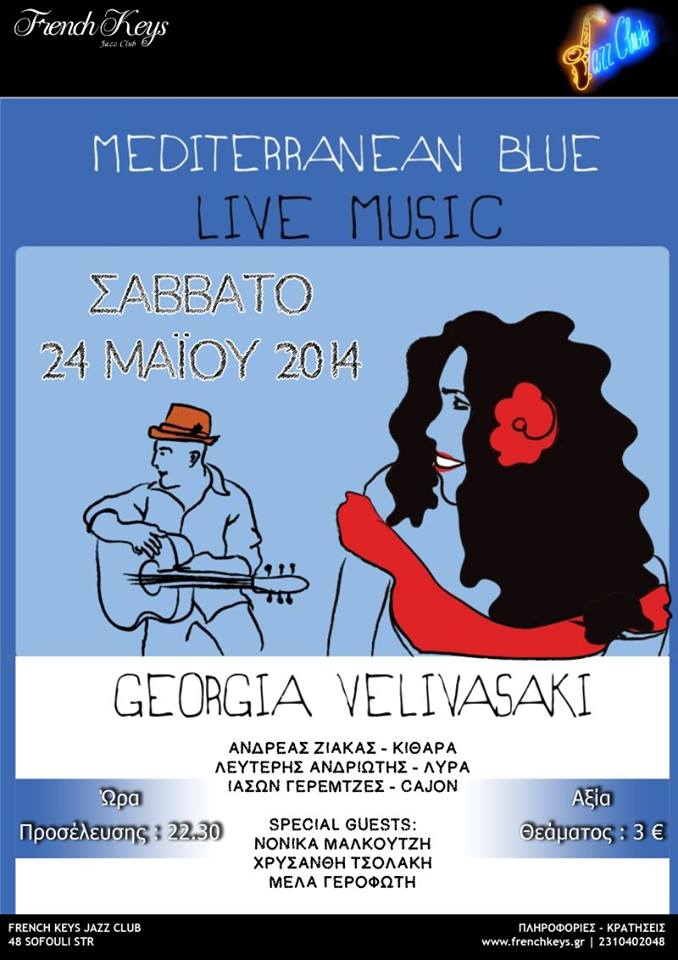 French Keys
Jazz Club
Jazz Club
MEDITERRANEAN BLUE
LIVE MUSIC
ΣΑΒΒΑΤΟ
24 ΜΑΪΟΥ 2014
GEORGIA VELIVASAKI
ΑΝΔΡΕΑΣ ΖΙΑΚΑΣ - ΚΙΘΑΡΑ
ΛΕΥΤΕΡΗΣ ΑΝΔΡΙΩΤΗΣ - ΛΥΡΑ
ΙΑΣΩΝ ΓΕΡΕΜΤΖΕΣ - CAJON
Ώρα
Προσέλευσης : 22.30
Αξία
Θεάματος : 3 €
SPECIAL GUESTS:
ΝΟΝΙΚΑ ΜΑΛΚΟΥΤΖΗ
ΧΡΥΣΑΝΘΗ ΤΣΟΛΑΚΗ
ΜΕΛΑ ΓΕΡΟΦΩΤΗ
FRENCH KEYS JAZZ CLUB
48 SOFOULI STR
ΠΛΗΡΟΦΟΡΙΕΣ - ΚΡΑΤΗΣΕΙΣ
www.frenchkeys.gr | 2310402048